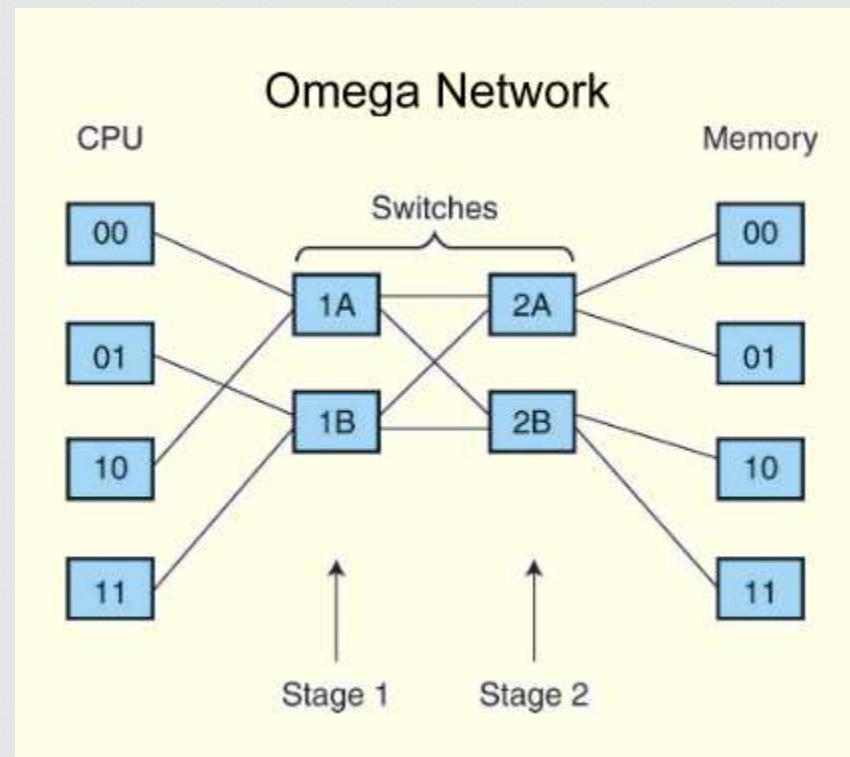 Omega Network
CPU
Memory
Switches
00
1A
2A
00
01
01
1B
2B
10
10
11
11
Stage 1
Stage 2